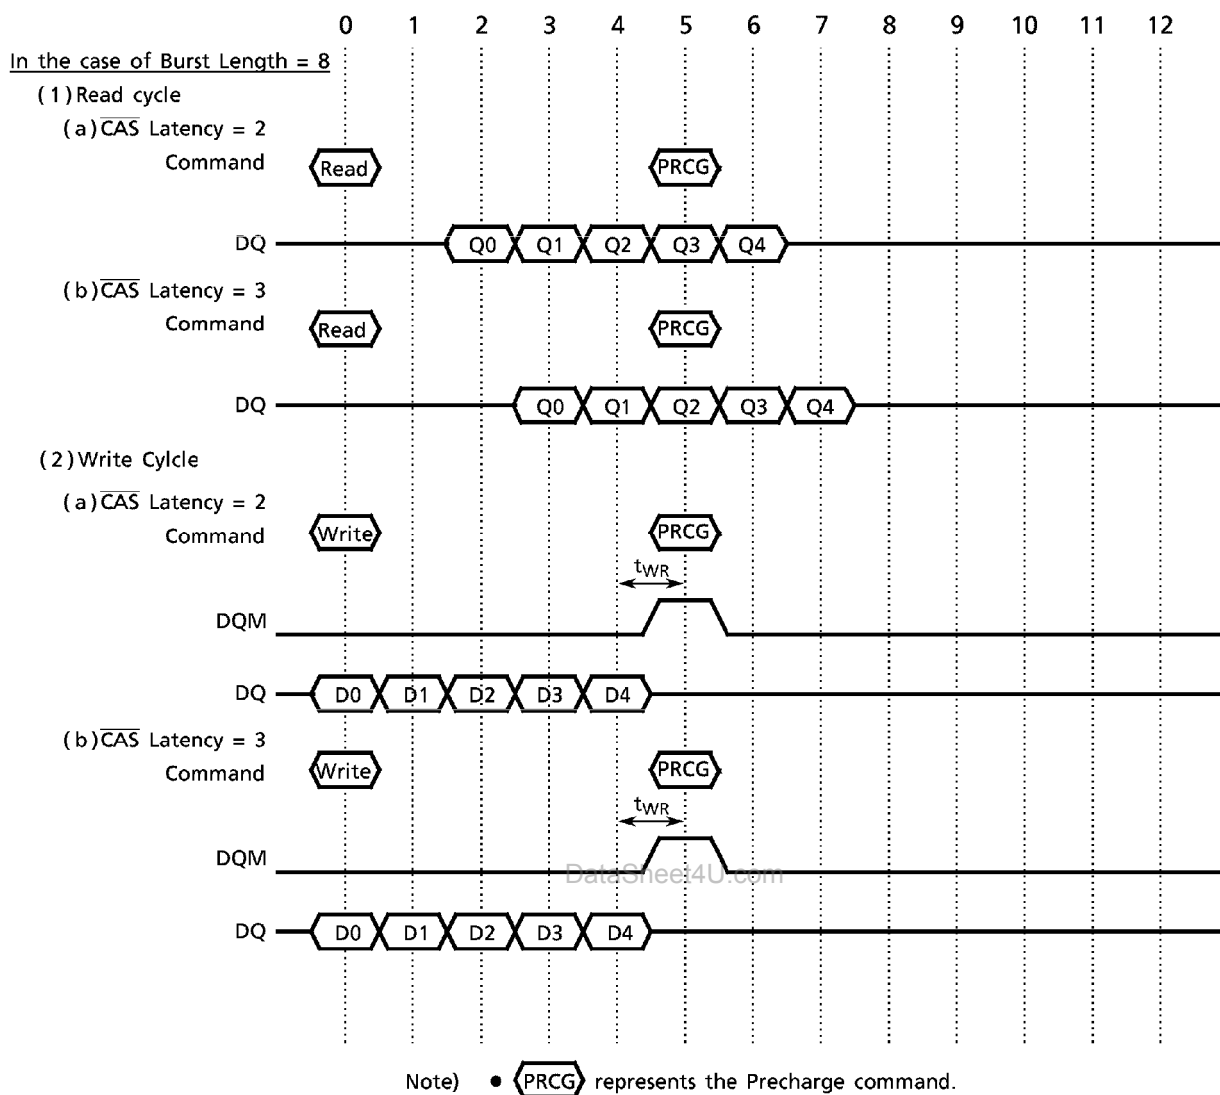 0 1 2 3 4 5 6 7 8 9 10 11 12
In the case of Burst Length = 8
(1) Read cycle
(a) CAS Latency = 2
Command Read PRCG
DQ Q0 Q1 Q2 Q3 Q4
(b) CAS Latency = 3
Command Read PRCG
DQ Q0 Q1 Q2 Q3 Q4
(2) Write Cylcle
(a) CAS Latency = 2
Command Write PRCG
tWR
DQM
DQ D0 D1 D2 D3 D4
(b) CAS Latency = 3
Command Write PRCG
tWR
DQM
DataSheet4U.com
DQ D0 D1 D2 D3 D4
Note) ● PRCG represents the Precharge command.